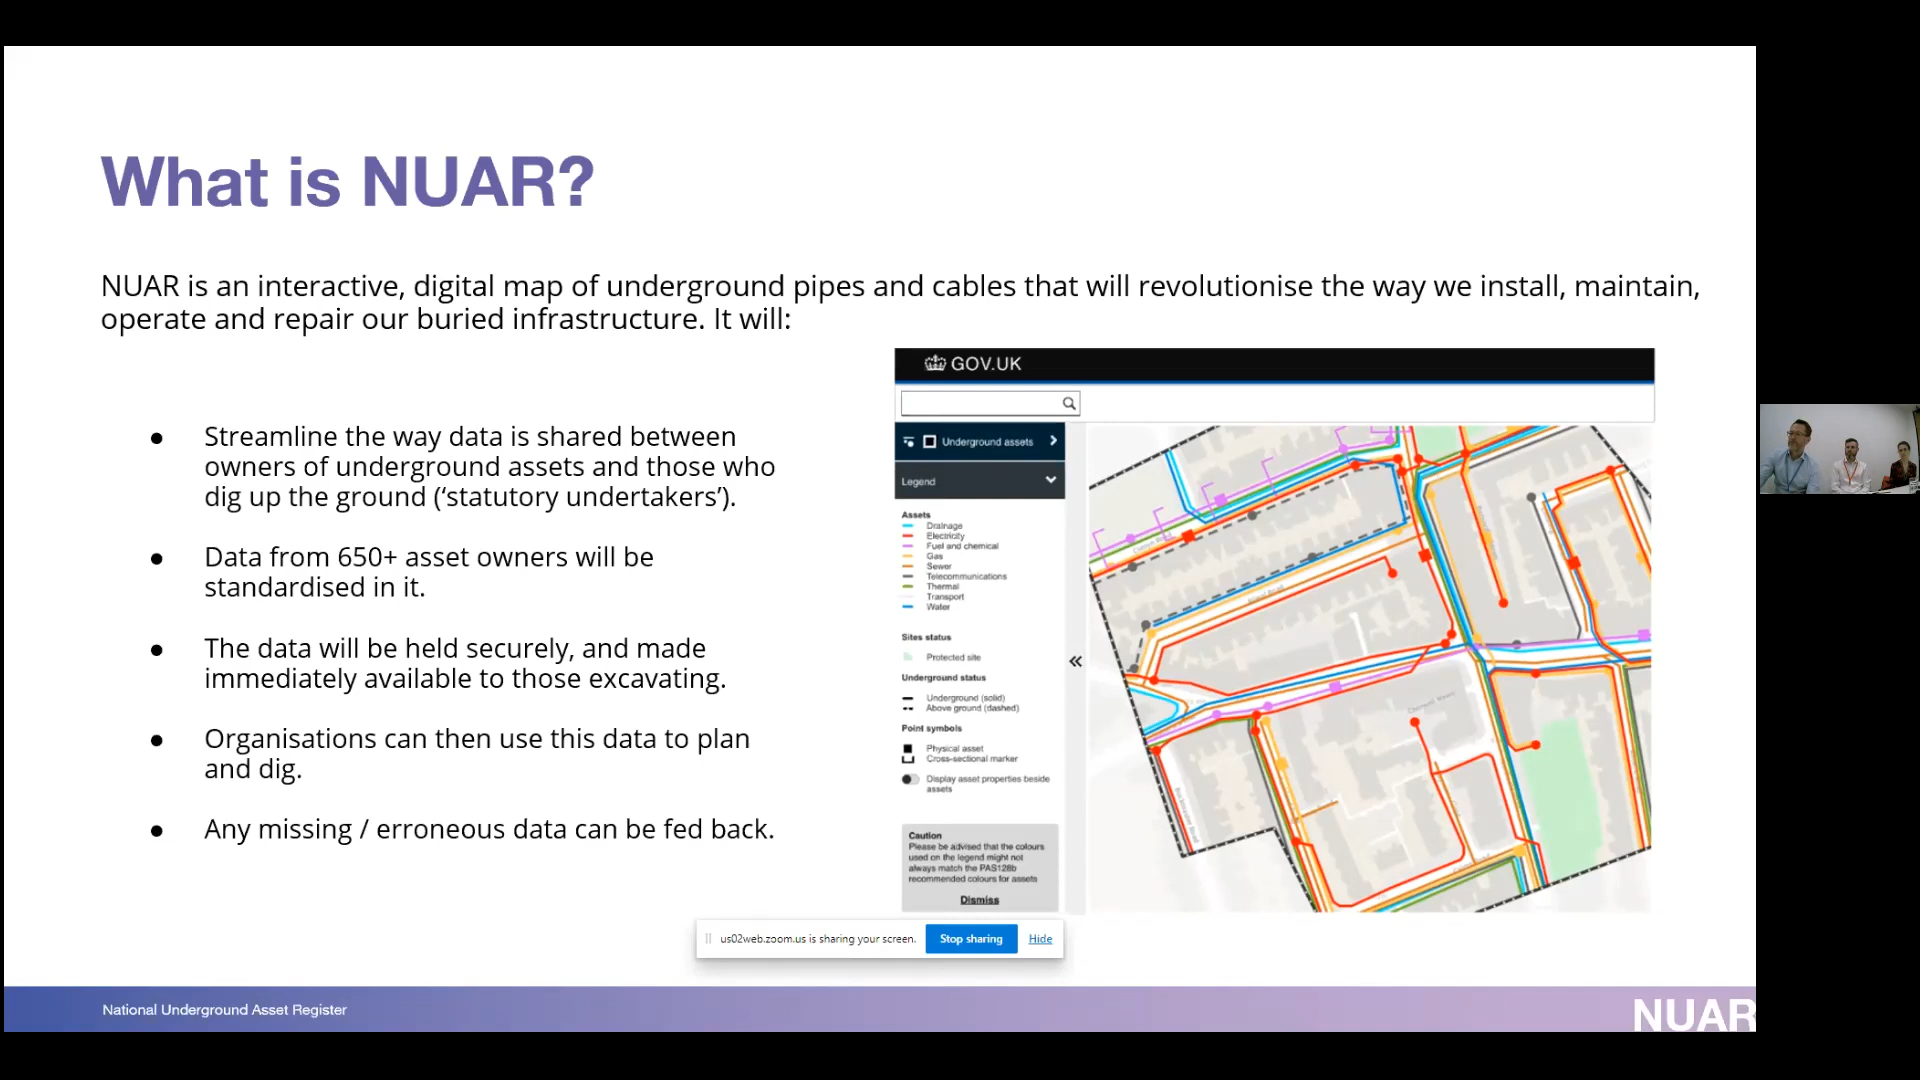 What is NUAR?
NUAR is an interactive, digital map of underground pipes and cables that will revolutionise the way we install, maintain,
operate and repair our buried infrastructure. It will:
● Streamline the way data is shared between
owners of underground assets and those who
dig up the ground (‘statutory undertakers’).
● Data from 650+ asset owners will be
standardised in it.
● The data will be held securely, and made
immediately available to those excavating.
● Organisations can then use this data to plan
and dig.
● Any missing / erroneous data can be fed back.
GOV.UK
Underground assets
Legend
Assets
Drainage
Electricity
Fuel and chemical
Gas
Sewer
Telecommunications
Thermal
Transport
Water
Sites status
Protected site
Underground status
Underground (solid)
Above ground (dashed)
Point symbols
Physical asset
Cross-sectional marker
Display asset properties beside
assets
Caution
Please be advised that the colours
used on the legend might not
always match the PAS128b
recommended colours for assets
Dismiss
us02web.zoom.us is sharing your screen.
Stop sharing
Hide
National Underground Asset Register
NUAR